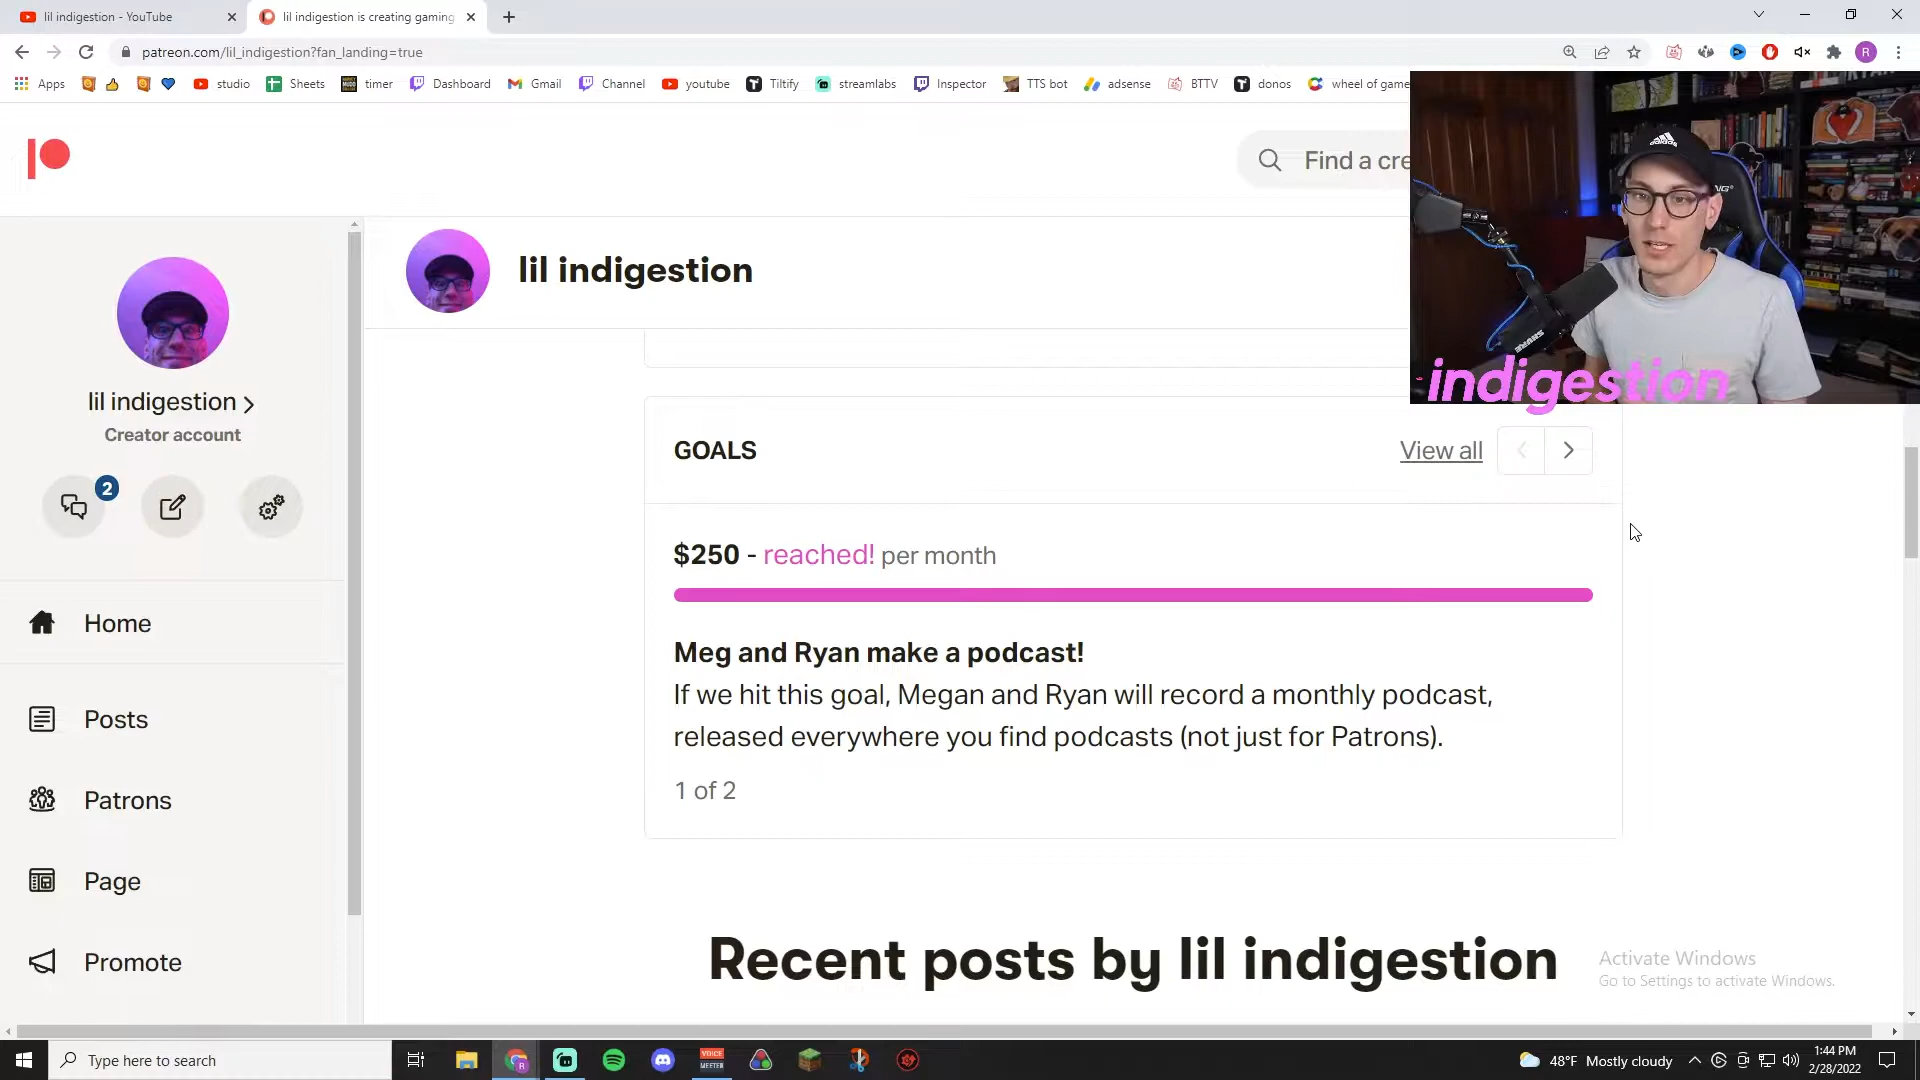 lil indigestion - YouTube
lil indigestion is creating gaming
patreon.com/lil_indigestion?fan_landing=true
R
Apps
studio
Sheets
timer
Dashboard
Gmail
Channel
youtube
Tiltify
streamlabs
Inspector
TTS bot
adsense
BTTV
donos
wheel of game
Find a cre
adidas
SHURE
indigestion
lil indigestion
lil indigestion
Creator account
2
Home
Posts
Patrons
Page
Promote
GOALS
View all
$250 - reached! per month
Meg and Ryan make a podcast!
If we hit this goal, Megan and Ryan will record a monthly podcast,
released everywhere you find podcasts (not just for Patrons).
1 of 2
Recent posts by lil indigestion
Activate Windows
Go to Settings to activate Windows.
Type here to search
VOICE
MEETER
48°F Mostly cloudy
1:44 PM
2/28/2022